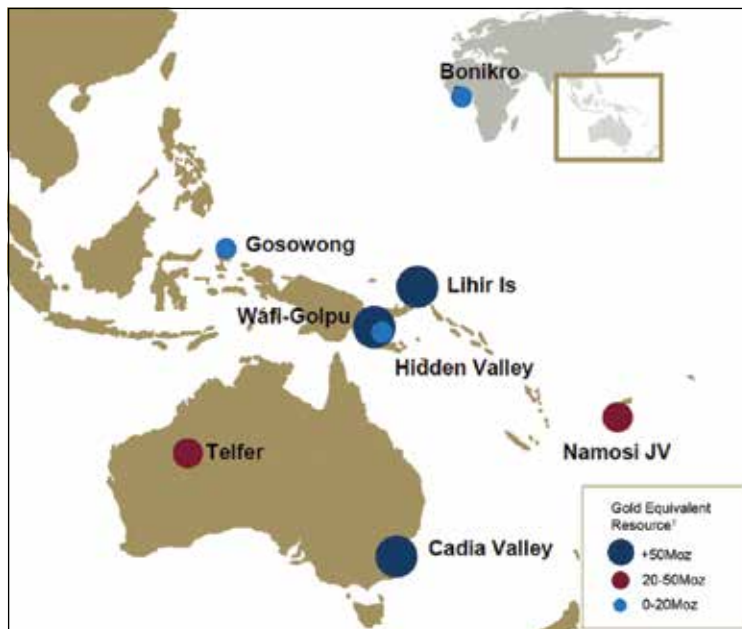 Bonikro
Gosowong
Lihir Is
Wafi-Golpu
Hidden Valley
Telfer
Namosi JV
Cadia Valley
Gold Equivalent
Resource¹
+50Moz
20-50Moz
0-20Moz